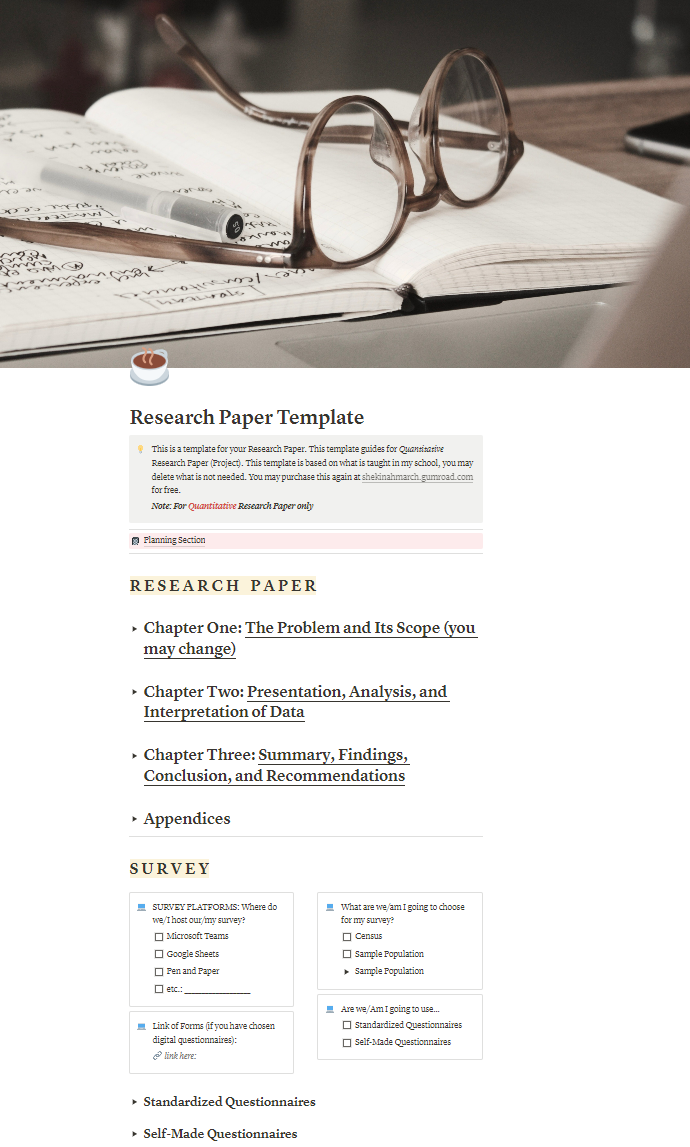 Research Paper Template
This is a template for your Research Paper. This template guides for Quantitative
Research Paper (Project). This template is based on what is taught in my school, you may
delete what is not needed. You may purchase this again at shekinahmarch.gumroad.com
for free.
Note: For Quantitative Research Paper only
Planning Section
RESEARCH PAPER
Chapter One: The Problem and Its Scope (you
may change)
Chapter Two: Presentation, Analysis, and
Interpretation of Data
Chapter Three: Summary, Findings,
Conclusion, and Recommendations
Appendices
SURVEY
SURVEY PLATFORMS: Where do
we/I host our/my survey?
Microsoft Teams
Google Sheets
Pen and Paper
etc.: ___________________
Link of Forms (if you have chosen
digital questionnaires):
link here:
What are we/am I going to choose
for my survey?
Census
Sample Population
Sample Population
Are we/Am I going to use...
Standardized Questionnaires
Self-Made Questionnaires
Standardized Questionnaires
Self-Made Questionnaires